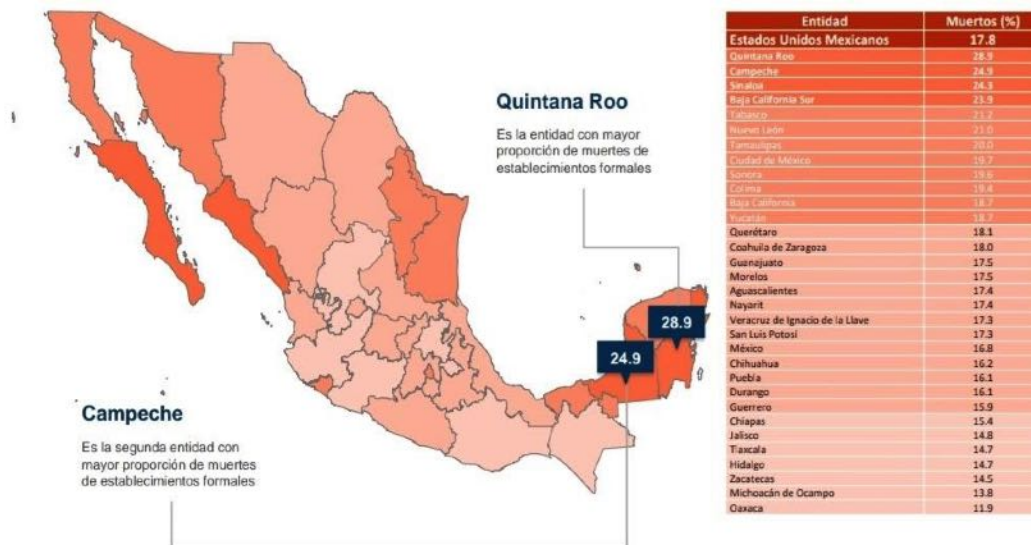 Quintana Roo
Es la entidad con mayor
proporción de muertes de
establecimientos formales
28.9
24.9
Campeche
Es la segunda entidad con
mayor proporción de muertes
de establecimientos formales
Entidad Muertos (%)
Estados Unidos Mexicanos 17.8
Quintana Roo 28.9
Campeche 24.9
Sinaloa 24.3
Baja California Sur 23.9
Tabasco 21.2
Nuevo León 21.0
Tamaulipas 20.0
Ciudad de México 19.7
Sonora 19.6
Colima 19.4
Baja California 18.7
Yucatán 18.7
Querétaro 18.1
Coahuila de Zaragoza 18.0
Guanajuato 17.5
Morelos 17.5
Aguascalientes 17.4
Nayarit 17.4
Veracruz de Ignacio de la Llave 17.3
San Luis Potosí 17.3
México 16.8
Chihuahua 16.2
Puebla 16.1
Durango 16.1
Guerrero 15.9
Chiapas 15.4
Jalisco 14.8
Tlaxcala 14.7
Hidalgo 14.7
Zacatecas 14.5
Michoacán de Ocampo 13.8
Oaxaca 11.9